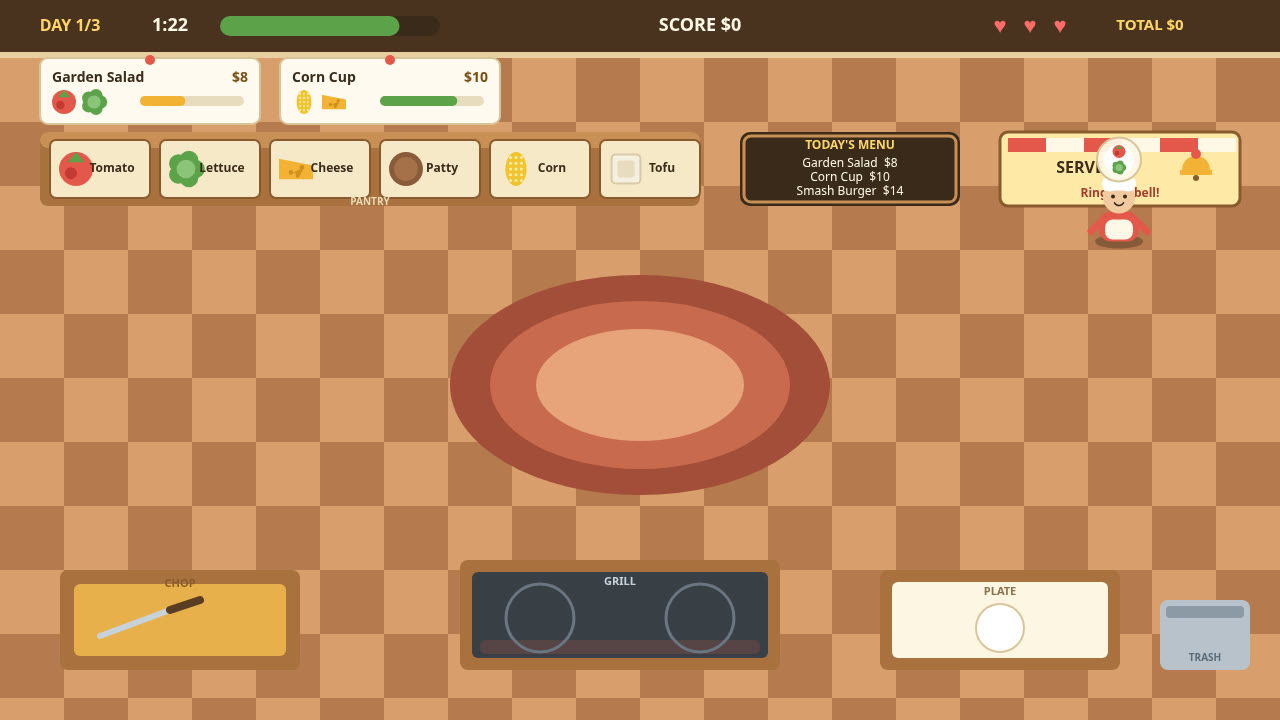 DAY 1/3
1:22
SCORE $0
TOTAL $0
Garden Salad $8
Corn Cup $10
Tomato
Lettuce
Cheese
Patty
Corn
Tofu
PANTRY
TODAY'S MENU
Garden Salad $8
Corn Cup $10
Smash Burger $14
SERV
Ring bell!
CHOP
GRILL
PLATE
TRASH